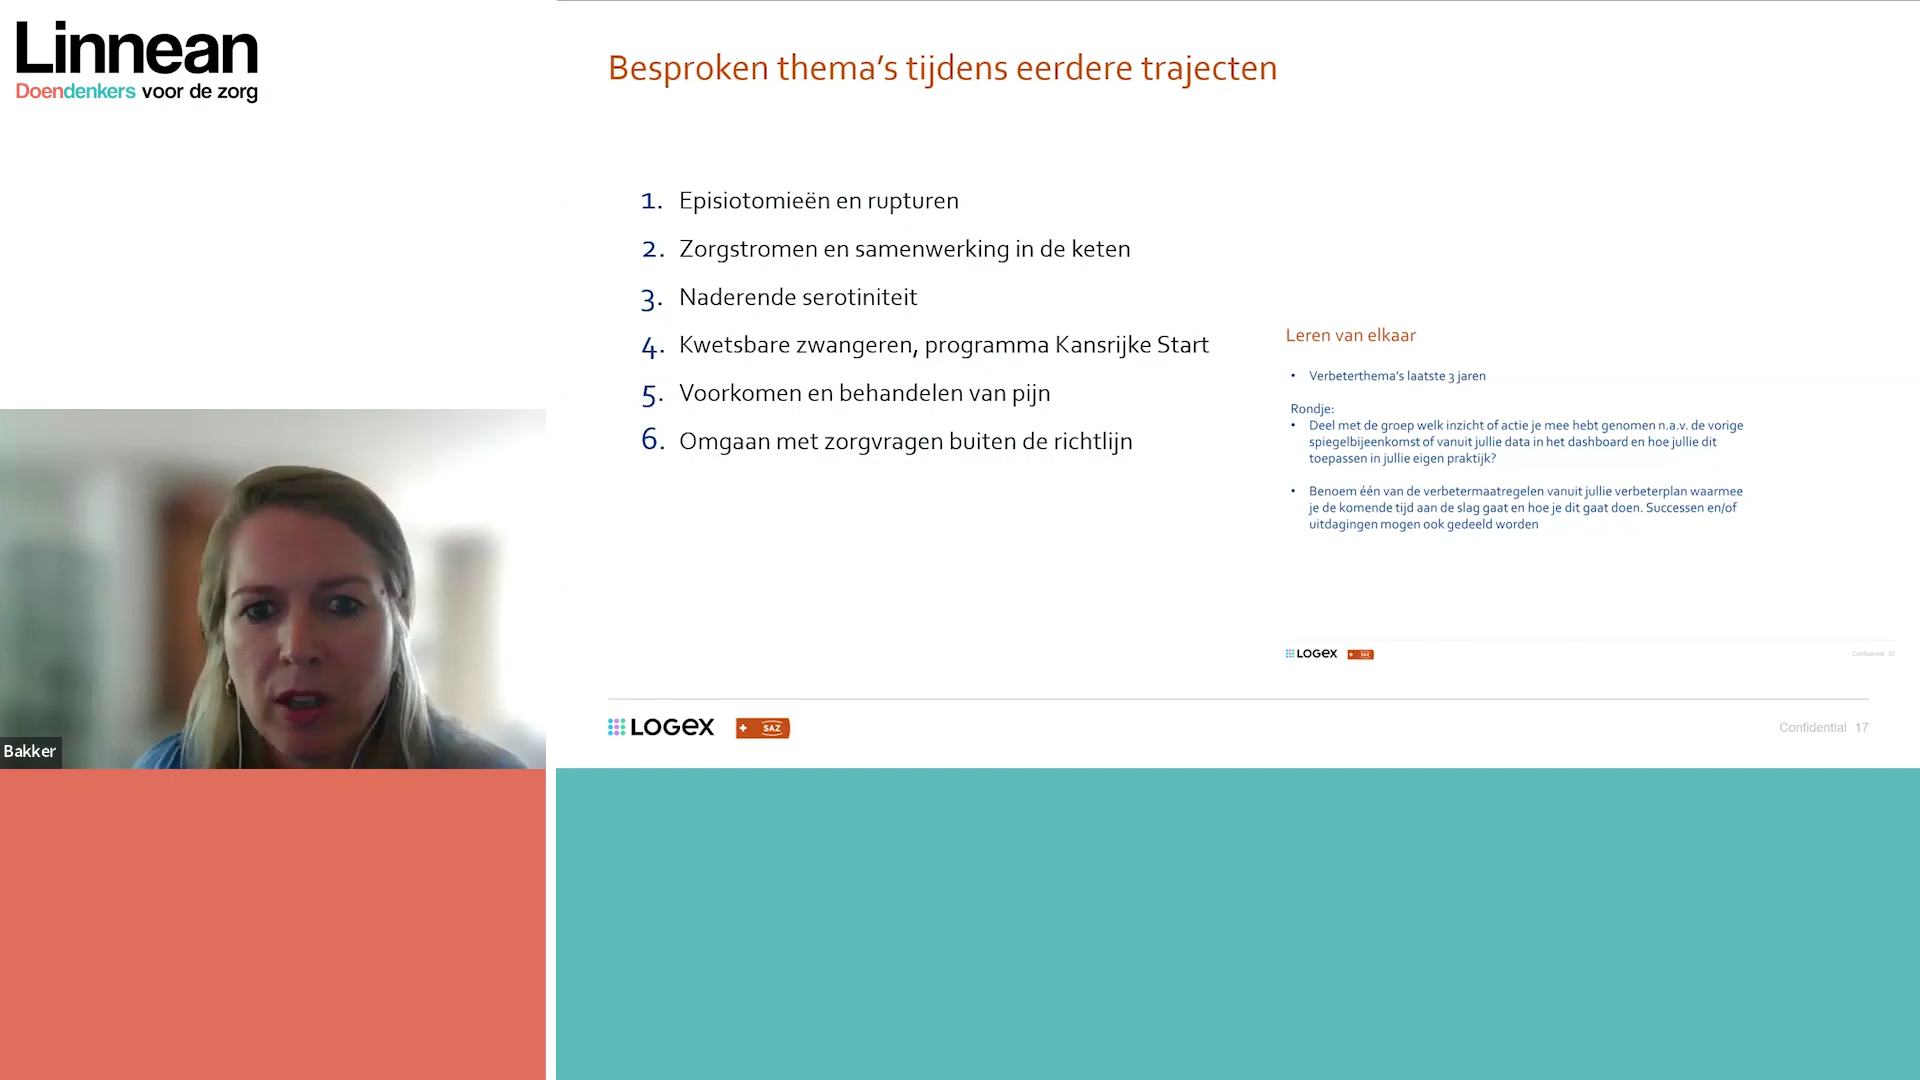 Linnean
Doendenkers voor de zorg
Bakker
Besproken thema's tijdens eerdere trajecten
1. Episiotomieën en rupturen
2. Zorgstromen en samenwerking in de keten
3. Naderende serotiniteit
4. Kwetsbare zwangeren, programma Kansrijke Start
5. Voorkomen en behandelen van pijn
6. Omgaan met zorgvragen buiten de richtlijn
Leren van elkaar
• Verbeterthema's laatste 3 jaren
Rondje:
• Deel met de groep welk inzicht of actie je mee hebt genomen n.a.v. de vorige
spiegelbijeenkomst of vanuit jullie data in het dashboard en hoe jullie dit
toepassen in jullie eigen praktijk?
• Benoem één van de verbetermaatregelen vanuit jullie verbeterplan waarmee
je de komende tijd aan de slag gaat en hoe je dit gaat doen. Successen en/of
uitdagingen mogen ook gedeeld worden
LOGEX + SAZ
Confidential 20
LOGEX + SAZ
Confidential 17